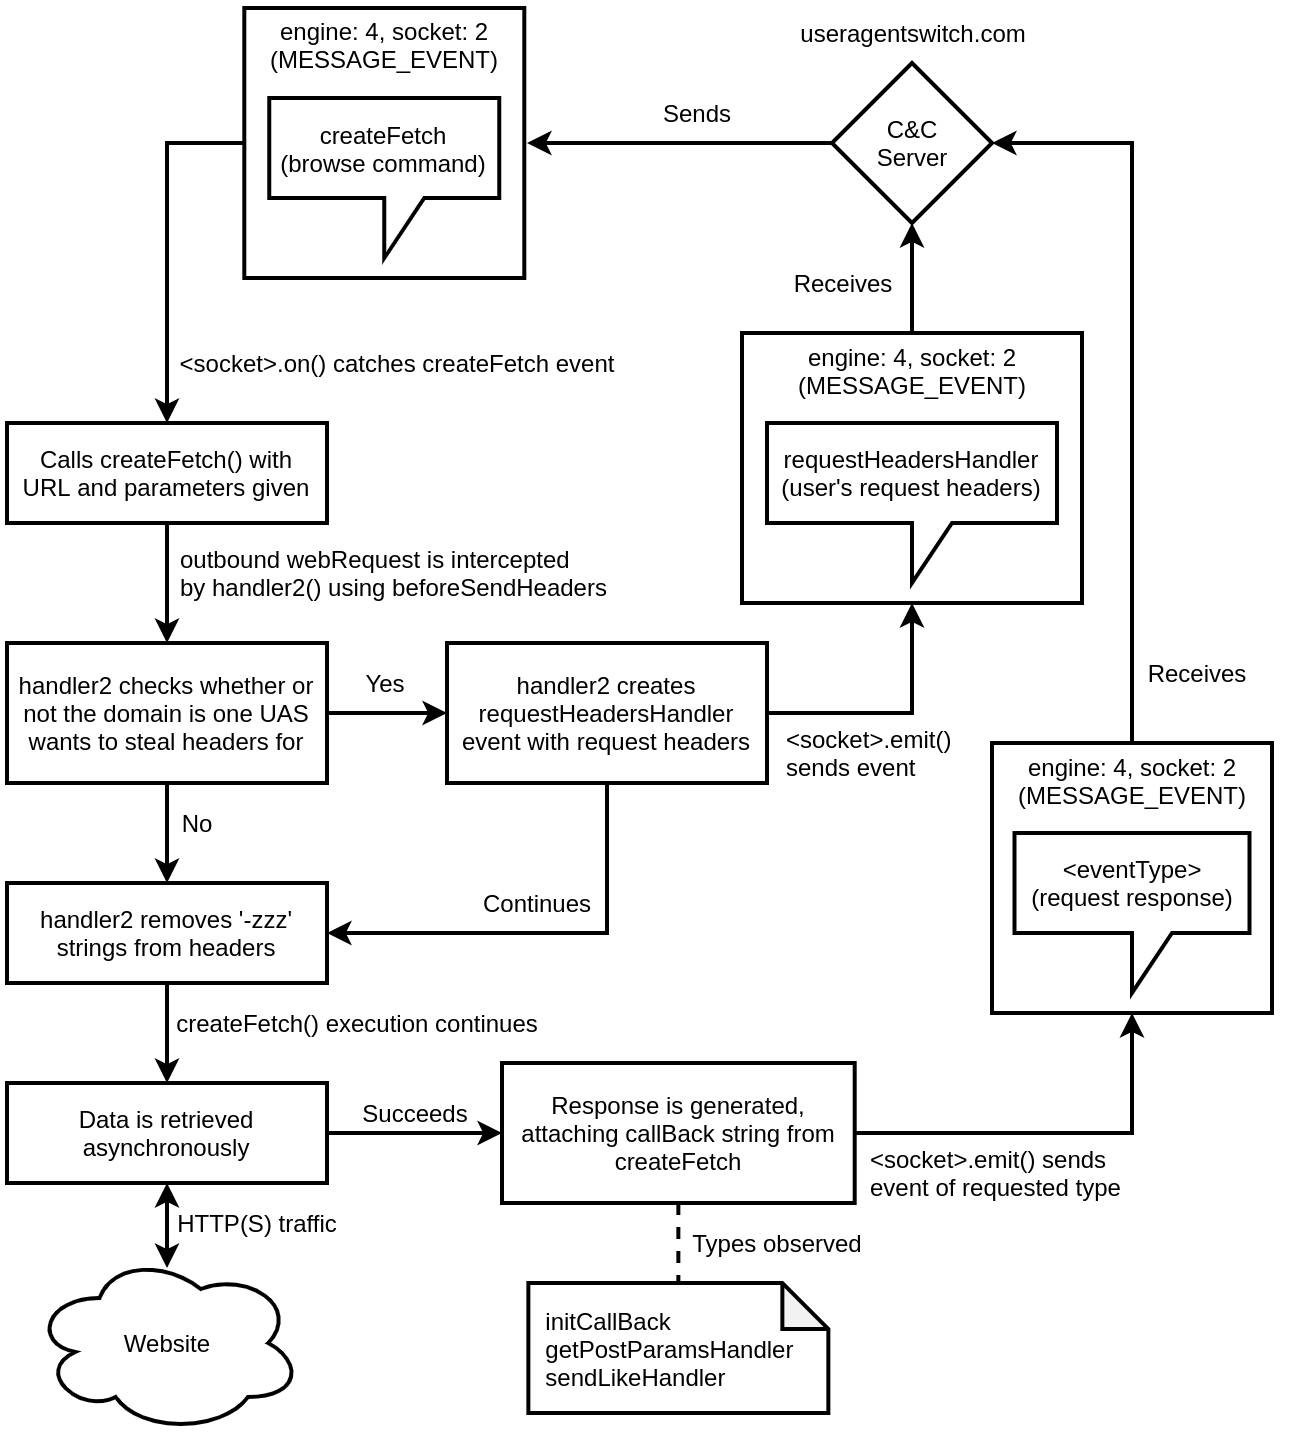 engine: 4, socket: 2
(MESSAGE_EVENT)
createFetch
(browse command)
Sends
useragentswitch.com
C&C
Server
Receives
<socket>.on() catches createFetch event
engine: 4, socket: 2
(MESSAGE_EVENT)
requestHeadersHandler
(user's request headers)
Calls createFetch() with
URL and parameters given
outbound webRequest is intercepted
by handler2() using beforeSendHeaders
handler2 checks whether or
not the domain is one UAS
wants to steal headers for
Yes
handler2 creates
requestHeadersHandler
event with request headers
<socket>.emit()
sends event
Receives
engine: 4, socket: 2
(MESSAGE_EVENT)
<eventType>
(request response)
No
Continues
handler2 removes '-zzz'
strings from headers
createFetch() execution continues
Data is retrieved
asynchronously
Succeeds
Response is generated,
attaching callBack string from
createFetch
<socket>.emit() sends
event of requested type
HTTP(S) traffic
Types observed
Website
initCallBack
getPostParamsHandler
sendLikeHandler